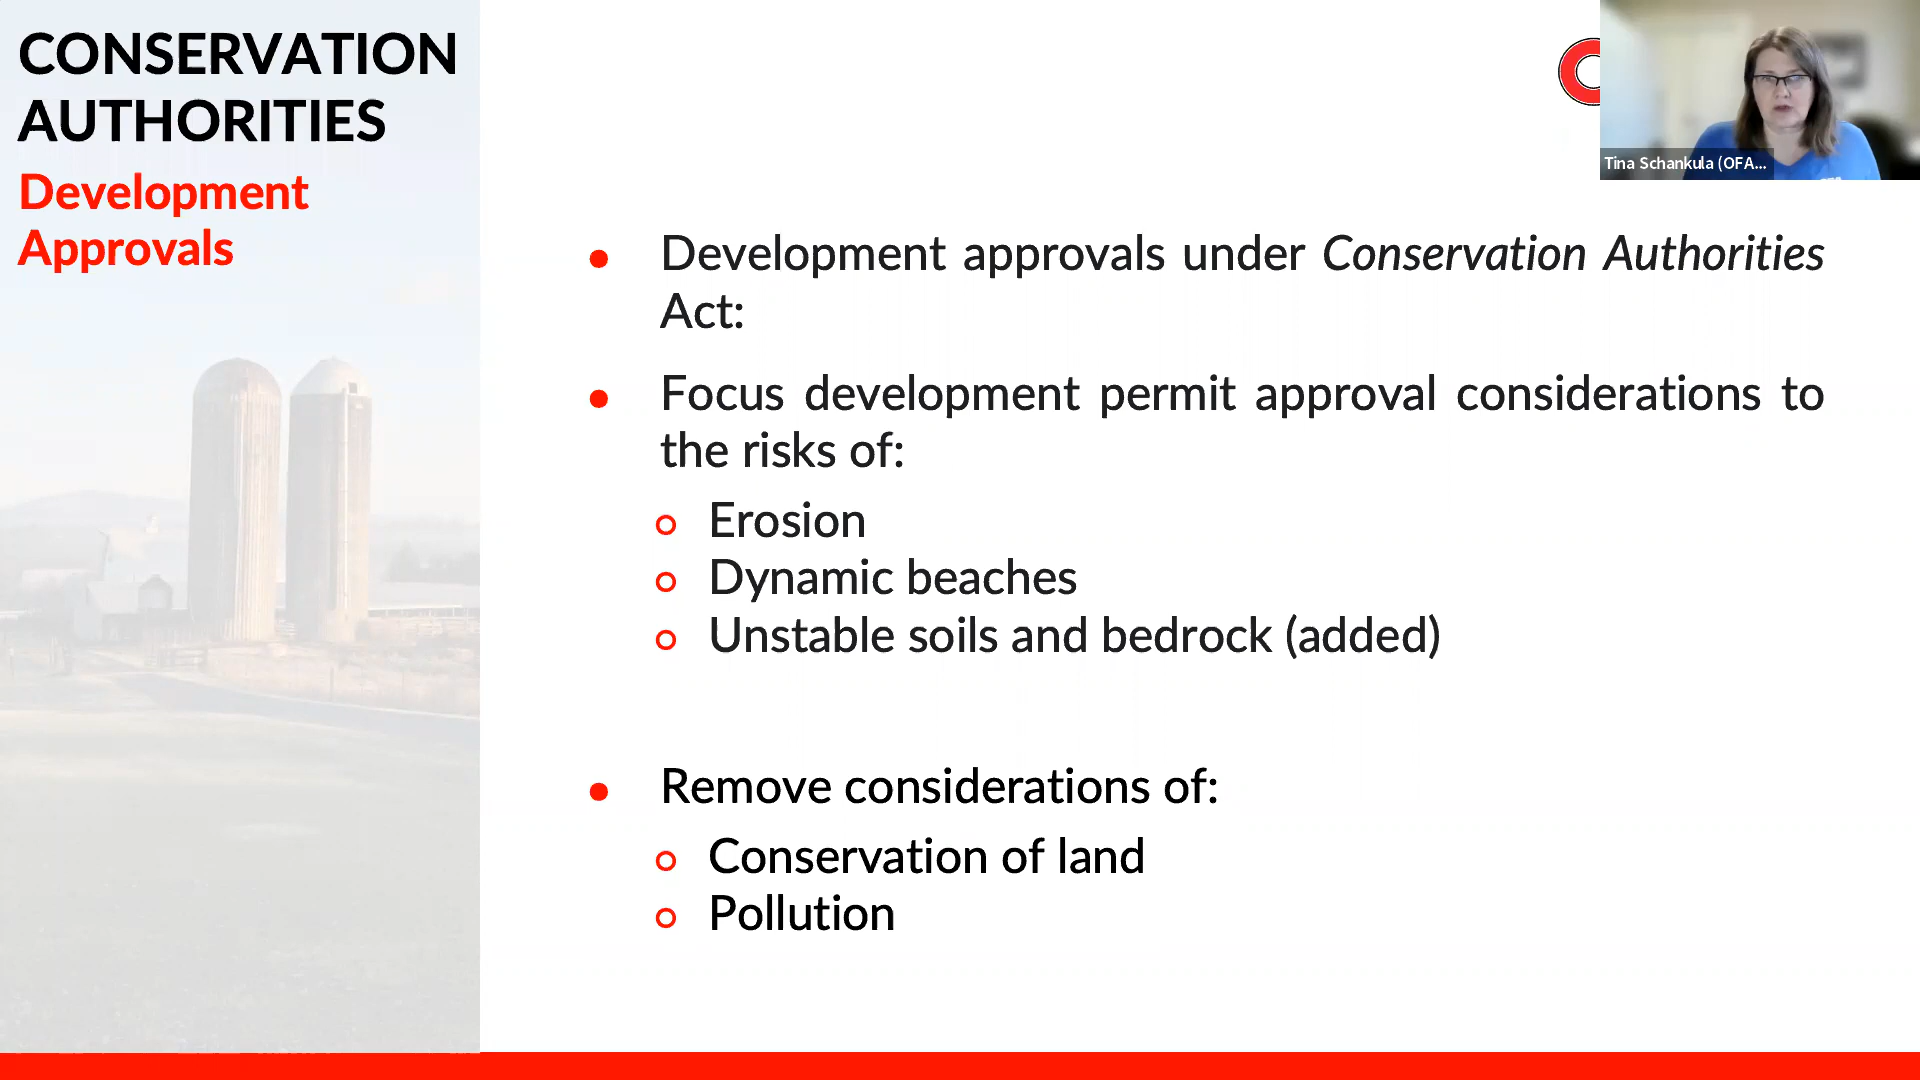 CONSERVATION
AUTHORITIES
Development
Approvals
Tina Schankula (OFA...
Development approvals under Conservation Authorities
Act:
Focus development permit approval considerations to
the risks of:
Erosion
Dynamic beaches
Unstable soils and bedrock (added)
Remove considerations of:
Conservation of land
Pollution